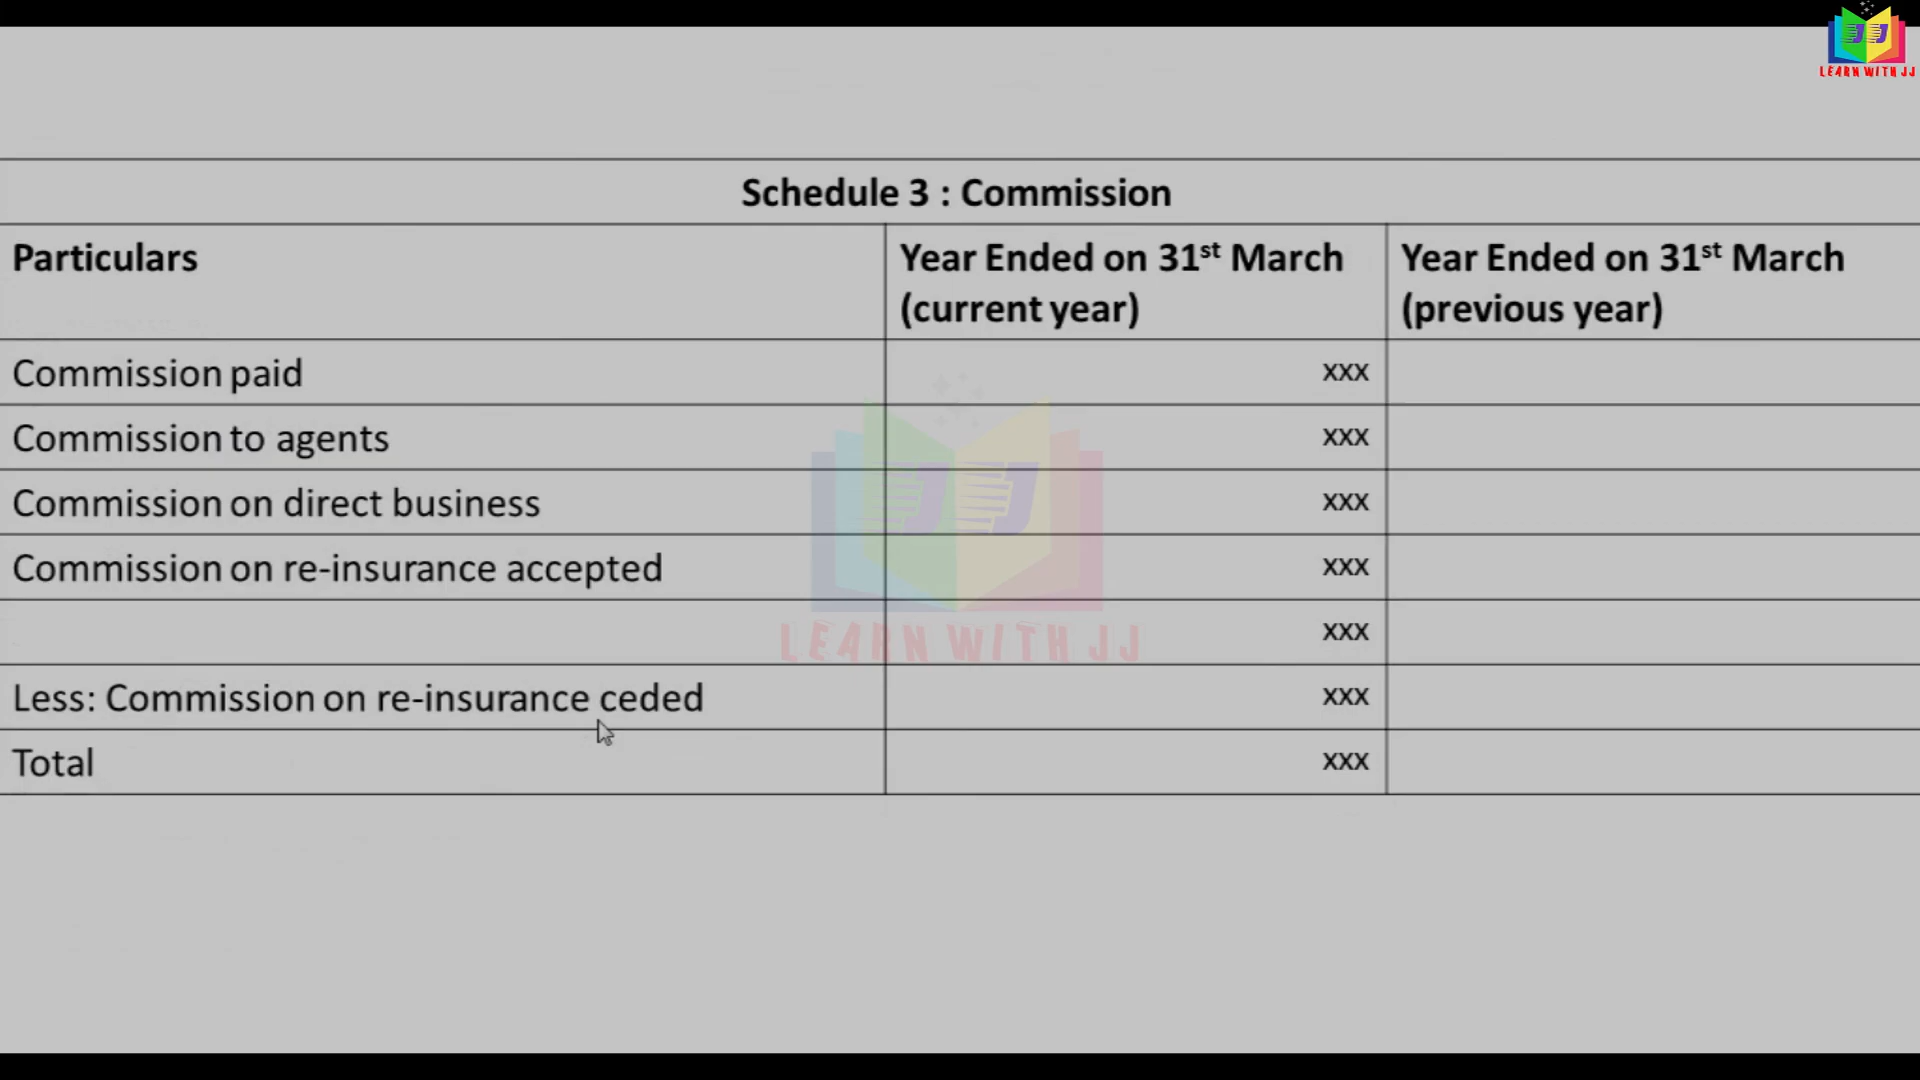 LEARN WITH JJ
Schedule 3 : Commission
Particulars Year Ended on 31st March (current year) Year Ended on 31st March (previous year)
Commission paid xxx
Commission to agents xxx
Commission on direct business xxx
Commission on re-insurance accepted xxx
xxx
LEARN WITH JJ
Less: Commission on re-insurance ceded xxx
Total xxx